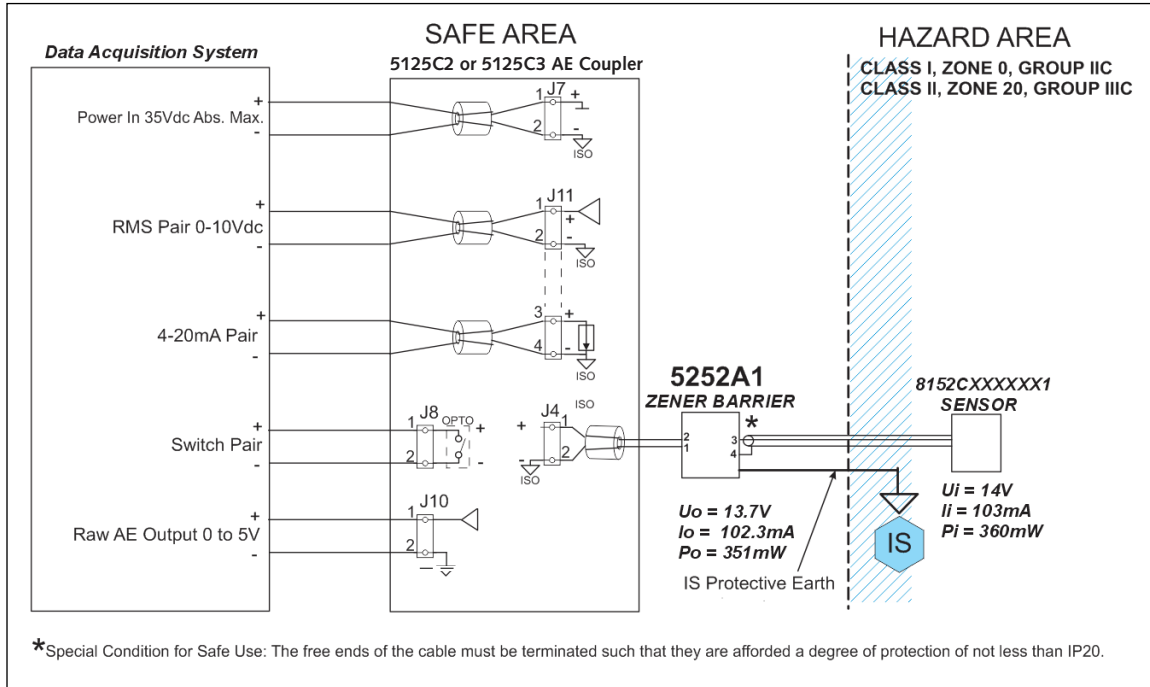 SAFE AREA
HAZARD AREA
Data Acquisition System
5125C2 or 5125C3 AE Coupler
CLASS I, ZONE 0, GROUP IIC
CLASS II, ZONE 20, GROUP IIIC
Power In 35Vdc Abs. Max.
+
-
J7
1
2
+
-
ISO
RMS Pair 0-10Vdc
+
-
J11
1
2
+
-
ISO
4-20mA Pair
+
-
3
4
+
-
ISO
Switch Pair
+
-
J8
1
2
OPTO
+
-
ISO
J4
+
-
1
2
ISO
5252A1
ZENER BARRIER
*
2
1
3
4
8152CXXXXXX1
SENSOR
Raw AE Output 0 to 5V
+
-
J10
1
2
Uo = 13.7V
Io = 102.3mA
Po = 351mW
IS Protective Earth
IS
Ui = 14V
Ii = 103mA
Pi = 360mW
*Special Condition for Safe Use: The free ends of the cable must be terminated such that they are afforded a degree of protection of not less than IP20.